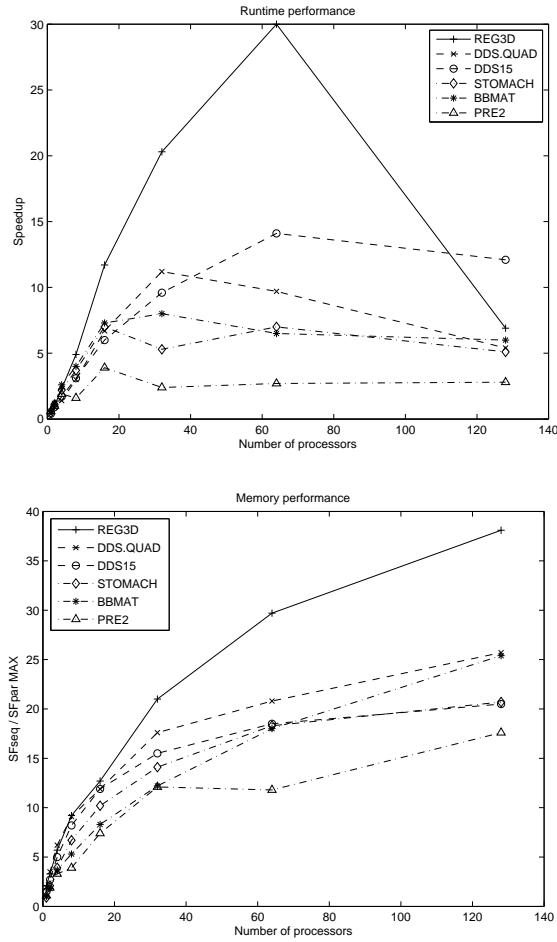 Runtime performance
30
25
20
15
10
5
0
Speedup
REG3D
DDS.QUAD
DDS15
STOMACH
BBMAT
PRE2
0 20 40 60 80 100 120 140
Number of processors
Memory performance
40
35
30
25
20
15
10
5
0
SFseq / SFpar MAX
REG3D
DDS.QUAD
DDS15
STOMACH
BBMAT
PRE2
0 20 40 60 80 100 120 140
Number of processors